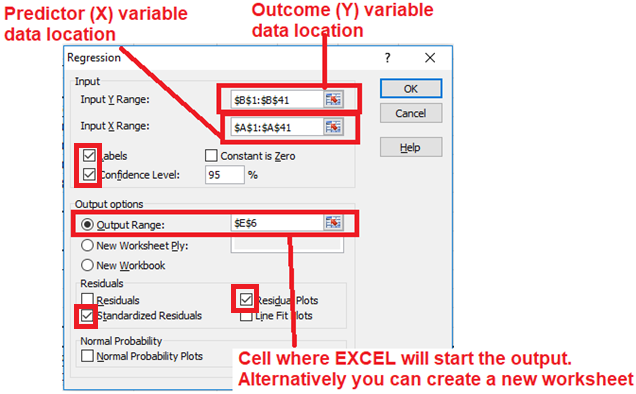 Predictor (X) variable
data location
Outcome (Y) variable
data location
Regression
?
Input
OK
Input Y Range:
$B$1:$B$41
Cancel
Input X Range:
$A$1:$A$41
Help
Labels
Constant is Zero
Confidence Level:
95
%
Output options
Output Range:
$E$6
New Worksheet Ply:
New Workbook
Residuals
Residuals
Residual Plots
Standardized Residuals
Line Fit Plots
Normal Probability
Normal Probability Plots
Cell where EXCEL will start the output.
Alternatively you can create a new worksheet